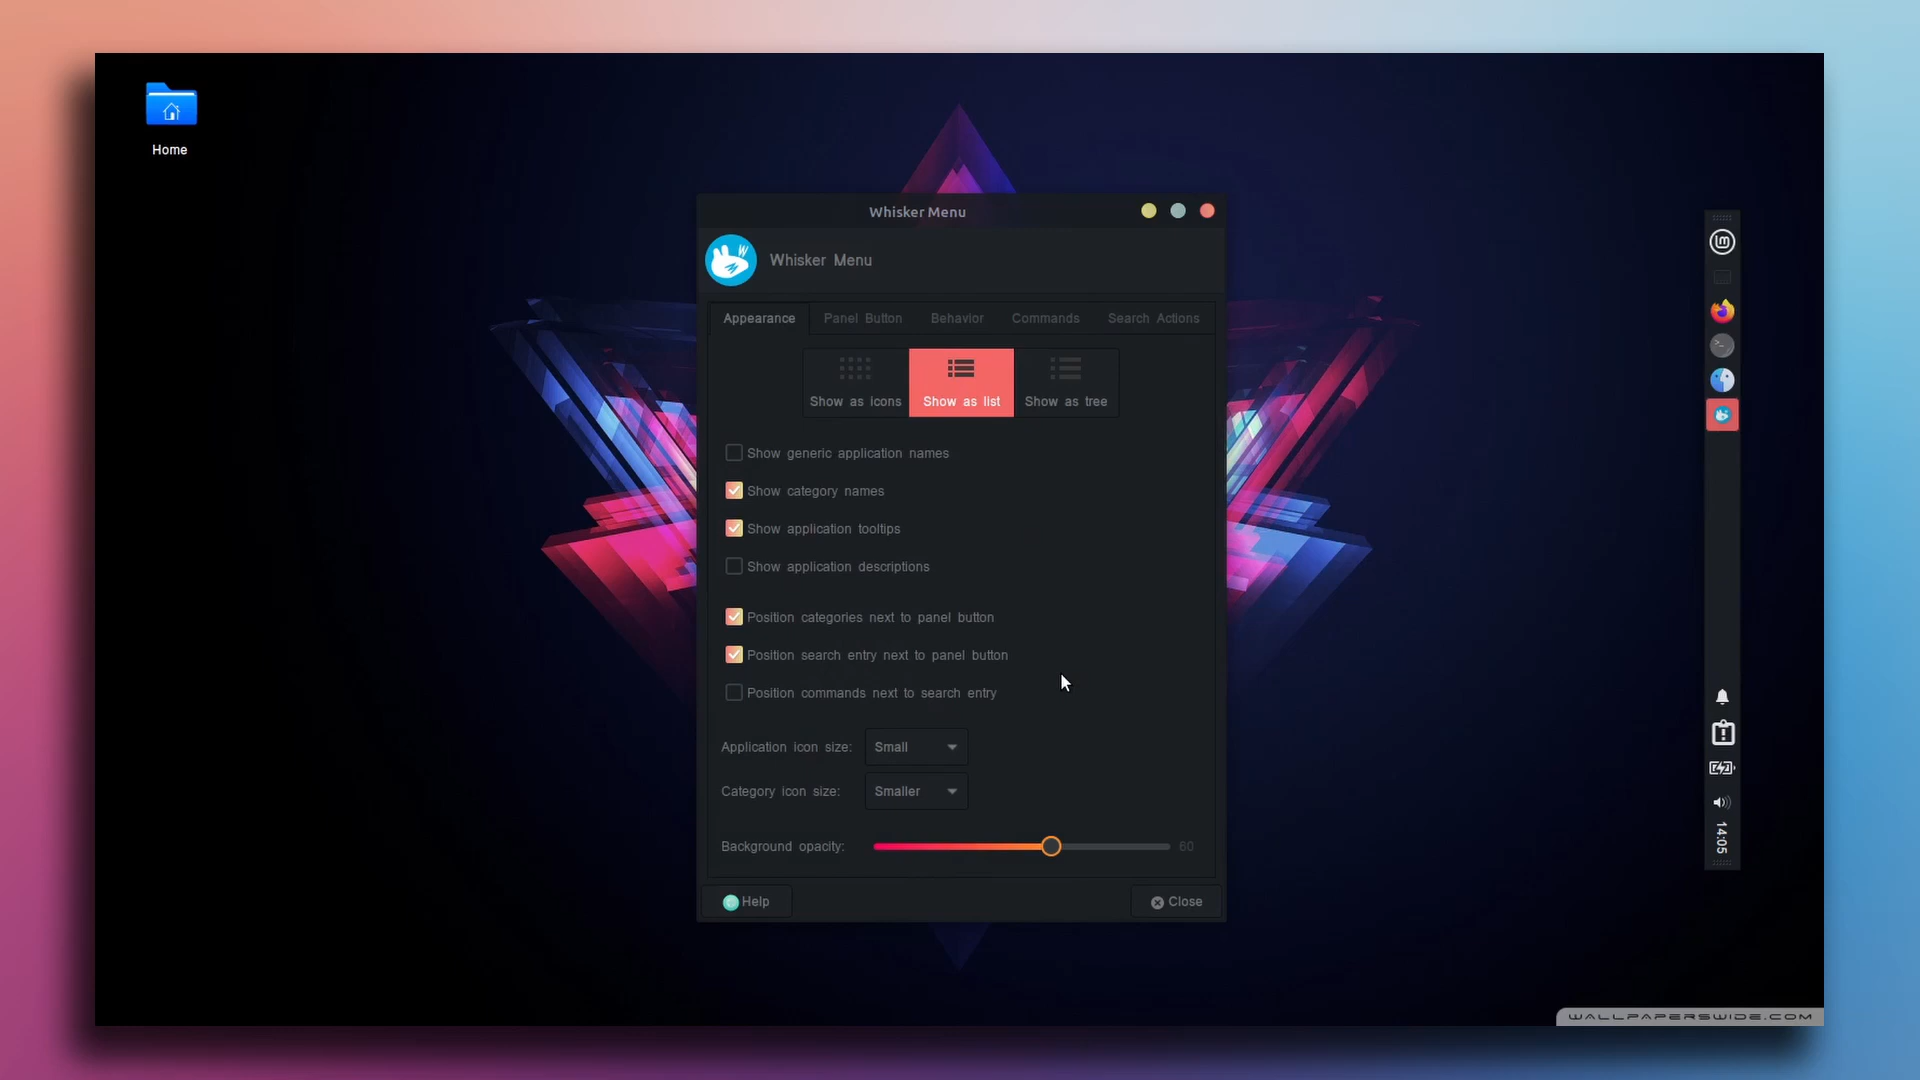 Home
Whisker Menu
Whisker Menu
Appearance Panel Button Behavior Commands Search Actions
Show as icons Show as list Show as tree
Show generic application names
Show category names
Show application tooltips
Show application descriptions
Position categories next to panel button
Position search entry next to panel button
Position commands next to search entry
Application icon size: Small
Category icon size: Smaller
Background opacity: 60
Help Close
14:05
WALLPAPERSWIDE.COM